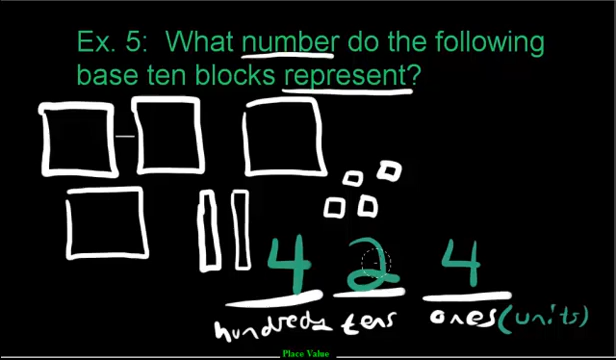 Ex. 5: What number do the following
base ten blocks represent?
4 2 4
hundreds tens ones (units)
Place Value